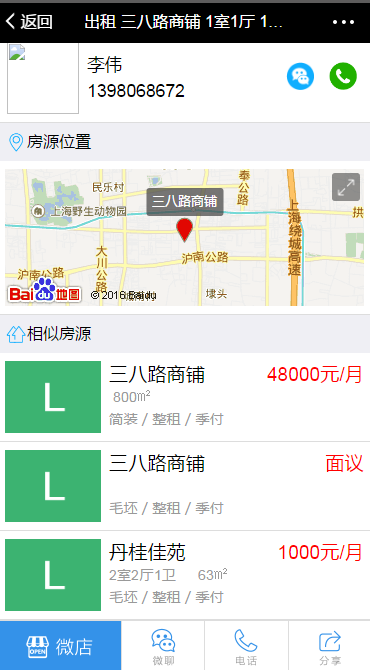 返回 出租 三八路商铺 1室1厅 1...
李伟
1398068672
房源位置
民乐村
奉公路
上海野生动物园
三八路商铺
上海绕城高速
拱
大川公路
沪南公路
沪南公路
Bai du 地图 © 2016 Baidu
埭头
相似房源
L 三八路商铺 48000元/月
800m²
简装 / 整租 / 季付
L 三八路商铺 面议
毛坯 / 整租 / 季付
L 丹桂佳苑 1000元/月
2室2厅1卫 63m²
毛坯 / 整租 / 季付
OPEN 微店 微聊 电话 分享